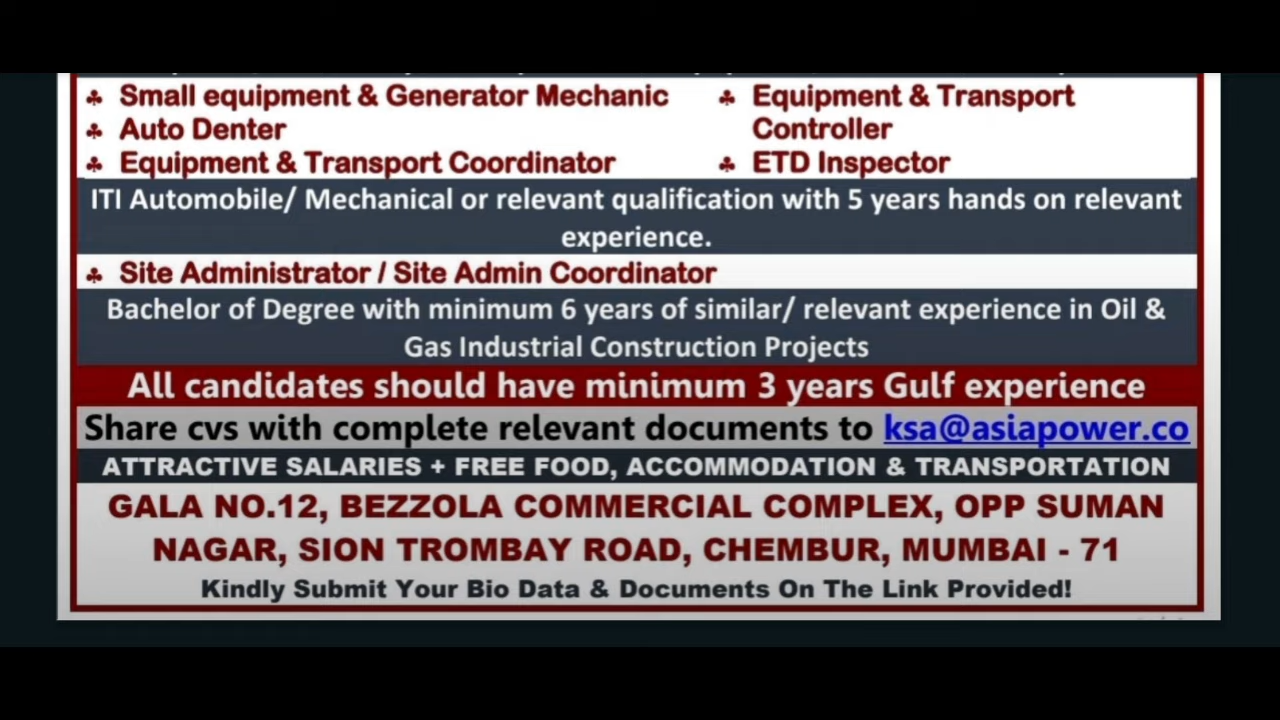 ♣ Small equipment & Generator Mechanic
♣ Auto Denter
♣ Equipment & Transport Coordinator
♣ Equipment & Transport
Controller
♣ ETD Inspector
ITI Automobile/ Mechanical or relevant qualification with 5 years hands on relevant
experience.
♣ Site Administrator / Site Admin Coordinator
Bachelor of Degree with minimum 6 years of similar/ relevant experience in Oil &
Gas Industrial Construction Projects
All candidates should have minimum 3 years Gulf experience
Share cvs with complete relevant documents to ksa@asiapower.co
ATTRACTIVE SALARIES + FREE FOOD, ACCOMMODATION & TRANSPORTATION
GALA NO.12, BEZZOLA COMMERCIAL COMPLEX, OPP SUMAN
NAGAR, SION TROMBAY ROAD, CHEMBUR, MUMBAI - 71
Kindly Submit Your Bio Data & Documents On The Link Provided!